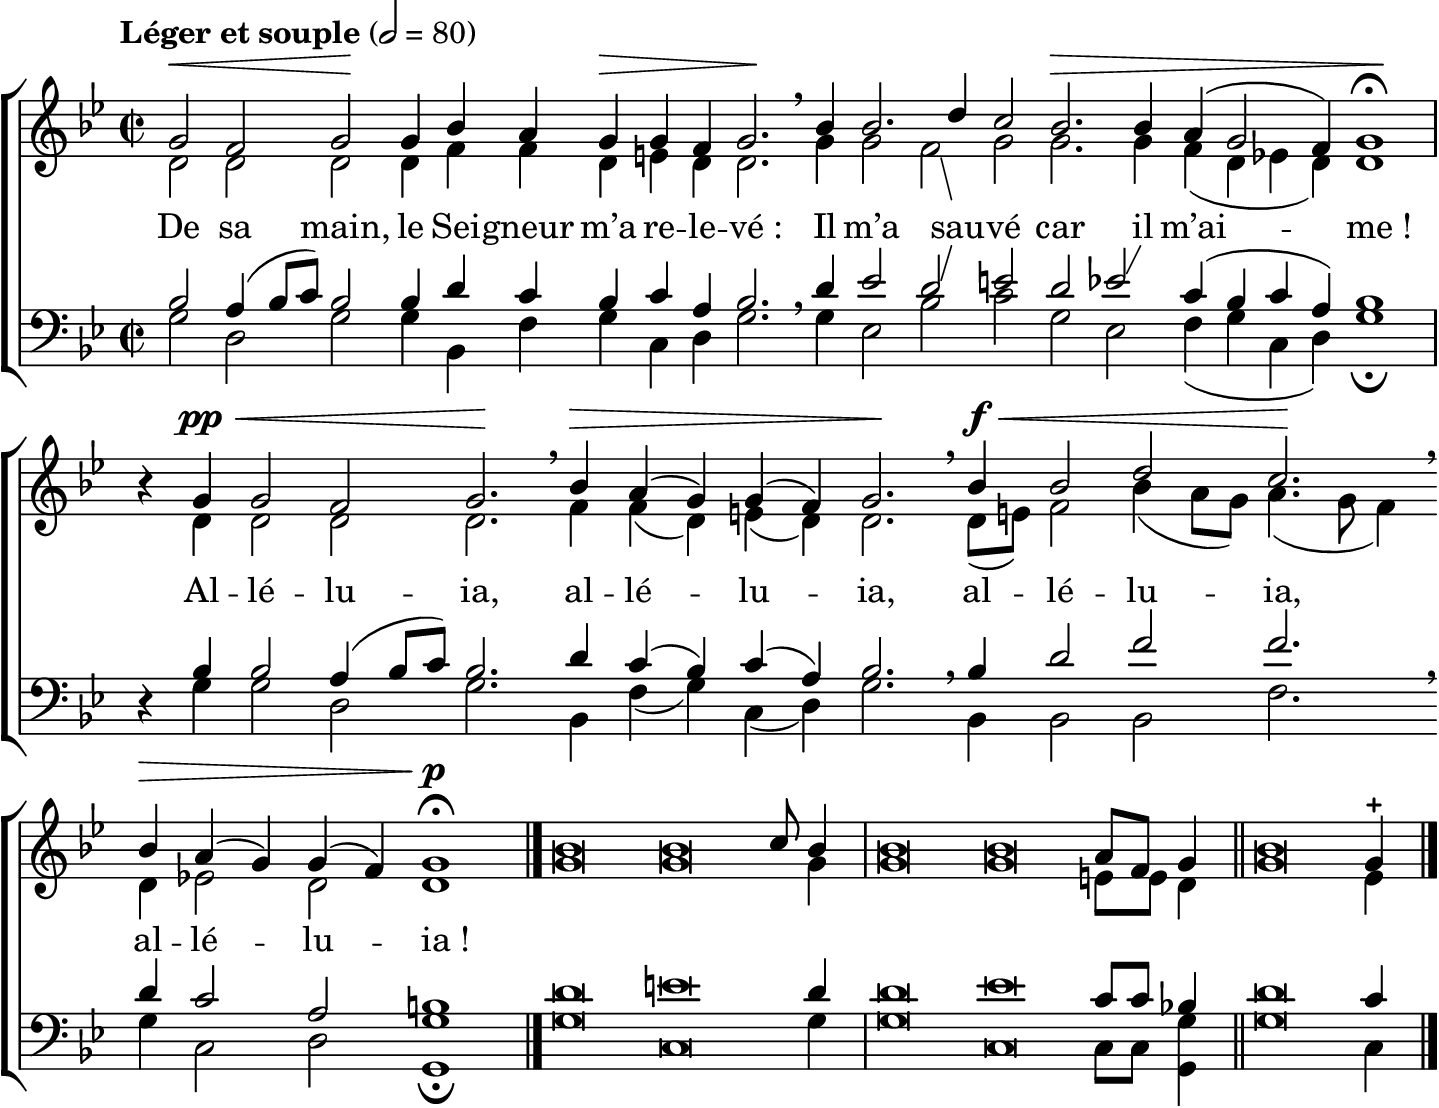 Léger et souple (𝅗𝅥 = 80)
De sa main, le Seigneur m’a re -- le -- vé : Il m’a sauvé car il m’ai -- me !
pp f
Al -- lé -- lu -- ia, al -- lé -- lu -- ia, al -- lé -- lu -- ia,
p
al -- lé -- lu -- ia !